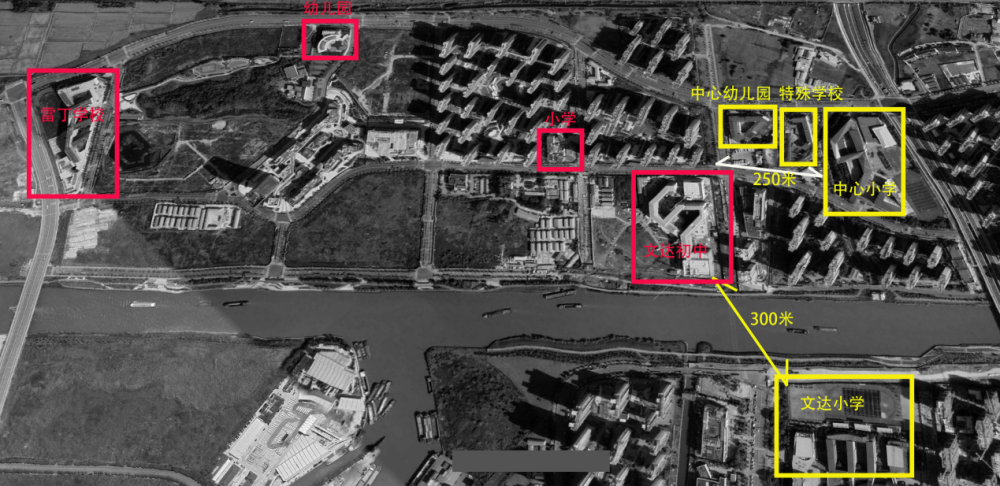 幼儿园
雷丁学校
小学
中心幼儿园
特殊学校
250米
中心小学
文达初中
300米
文达小学